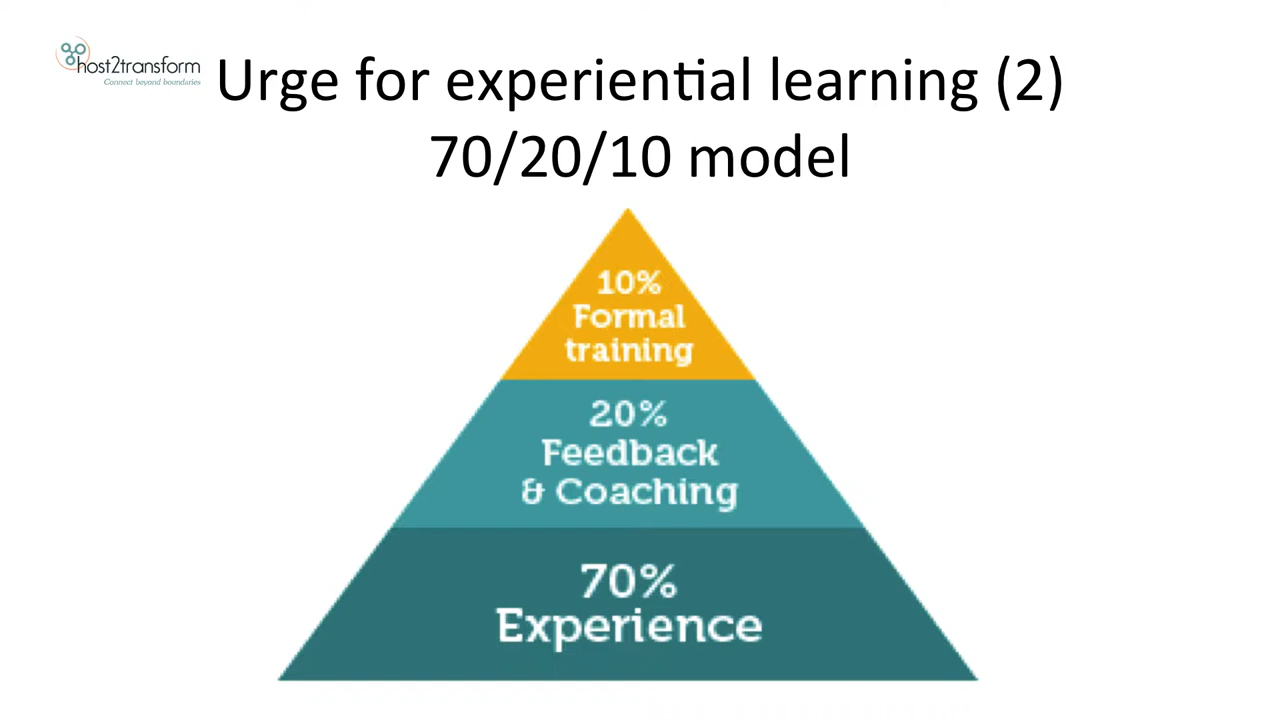 host2transform
Connect beyond boundaries
Urge for experiential learning (2)
70/20/10 model
10%
Formal
training
20%
Feedback
& Coaching
70%
Experience